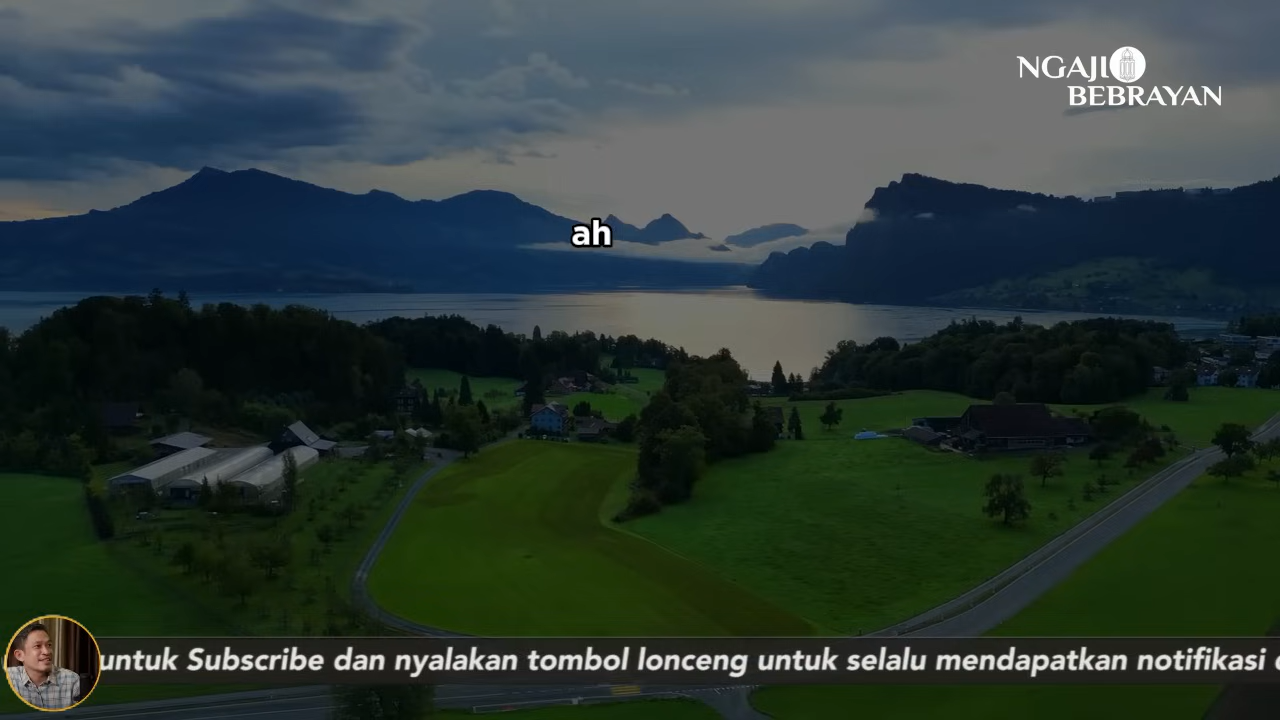 NGAJI
BEBRAYAN
ah
untuk Subscribe dan nyalakan tombol lonceng untuk selalu mendapatkan notifikasi